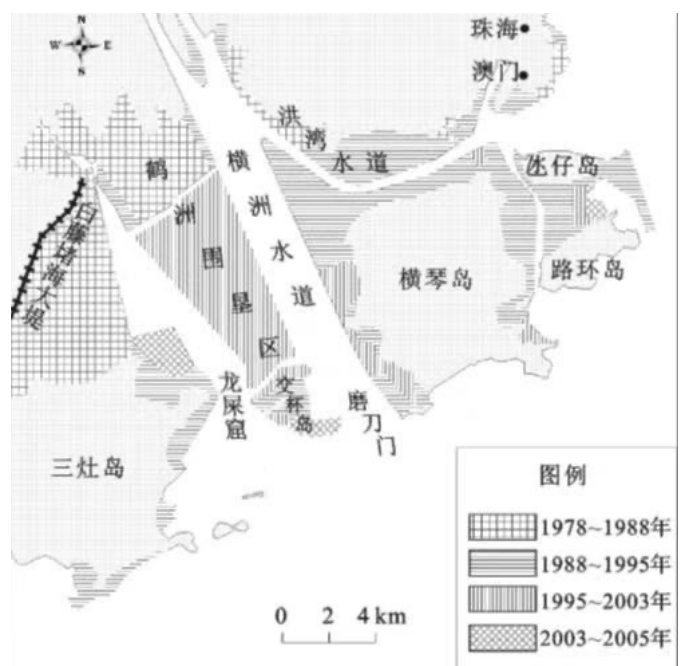 N
W E
S
珠海
澳门
洪湾水道
氹仔岛
鹤洲围垦区
横洲水道
白藤堵海大堤
横琴岛
路环岛
龙屎窟
交杯岛
磨刀门
三灶岛
图例
1978~1988年
1988~1995年
1995~2003年
2003~2005年
0 2 4 km